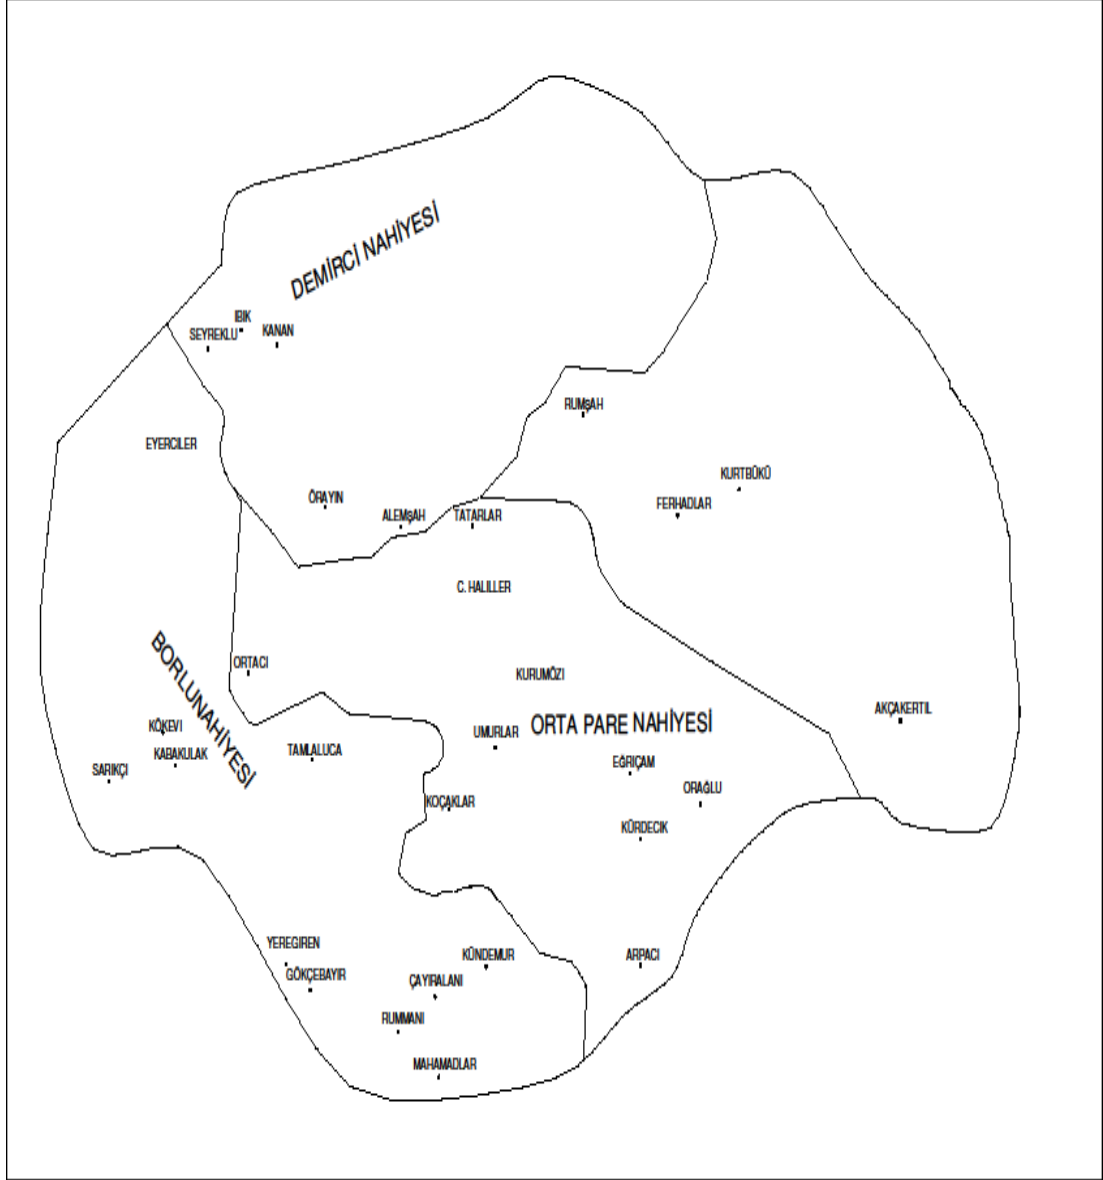 DEMİRCİ NAHİYESİ
IBIK
SEYREKLU
KANAN
RUMŞAH
EYERCILER
KURTBÜKÜ
ÖRAYIN
FERHADLAR
ALEMŞAH
TATARLAR
C. HALILLER
ORTACI
KURUMÖZI
BORLUNAHİYESİ
AKÇAKERTIL
KÖKEVI
UMURLAR
ORTA PARE NAHİYESİ
KABAKULAK
TAMLALUCA
EĞRIÇAM
SARIKÇI
ORAĞLU
KOÇAKLAR
KÜRDECIK
YEREGIREN
KÜNDEMUR
ARPACI
GÖKÇEBAYIR
ÇAYIRALANI
RUMMANI
MAHAMADLAR